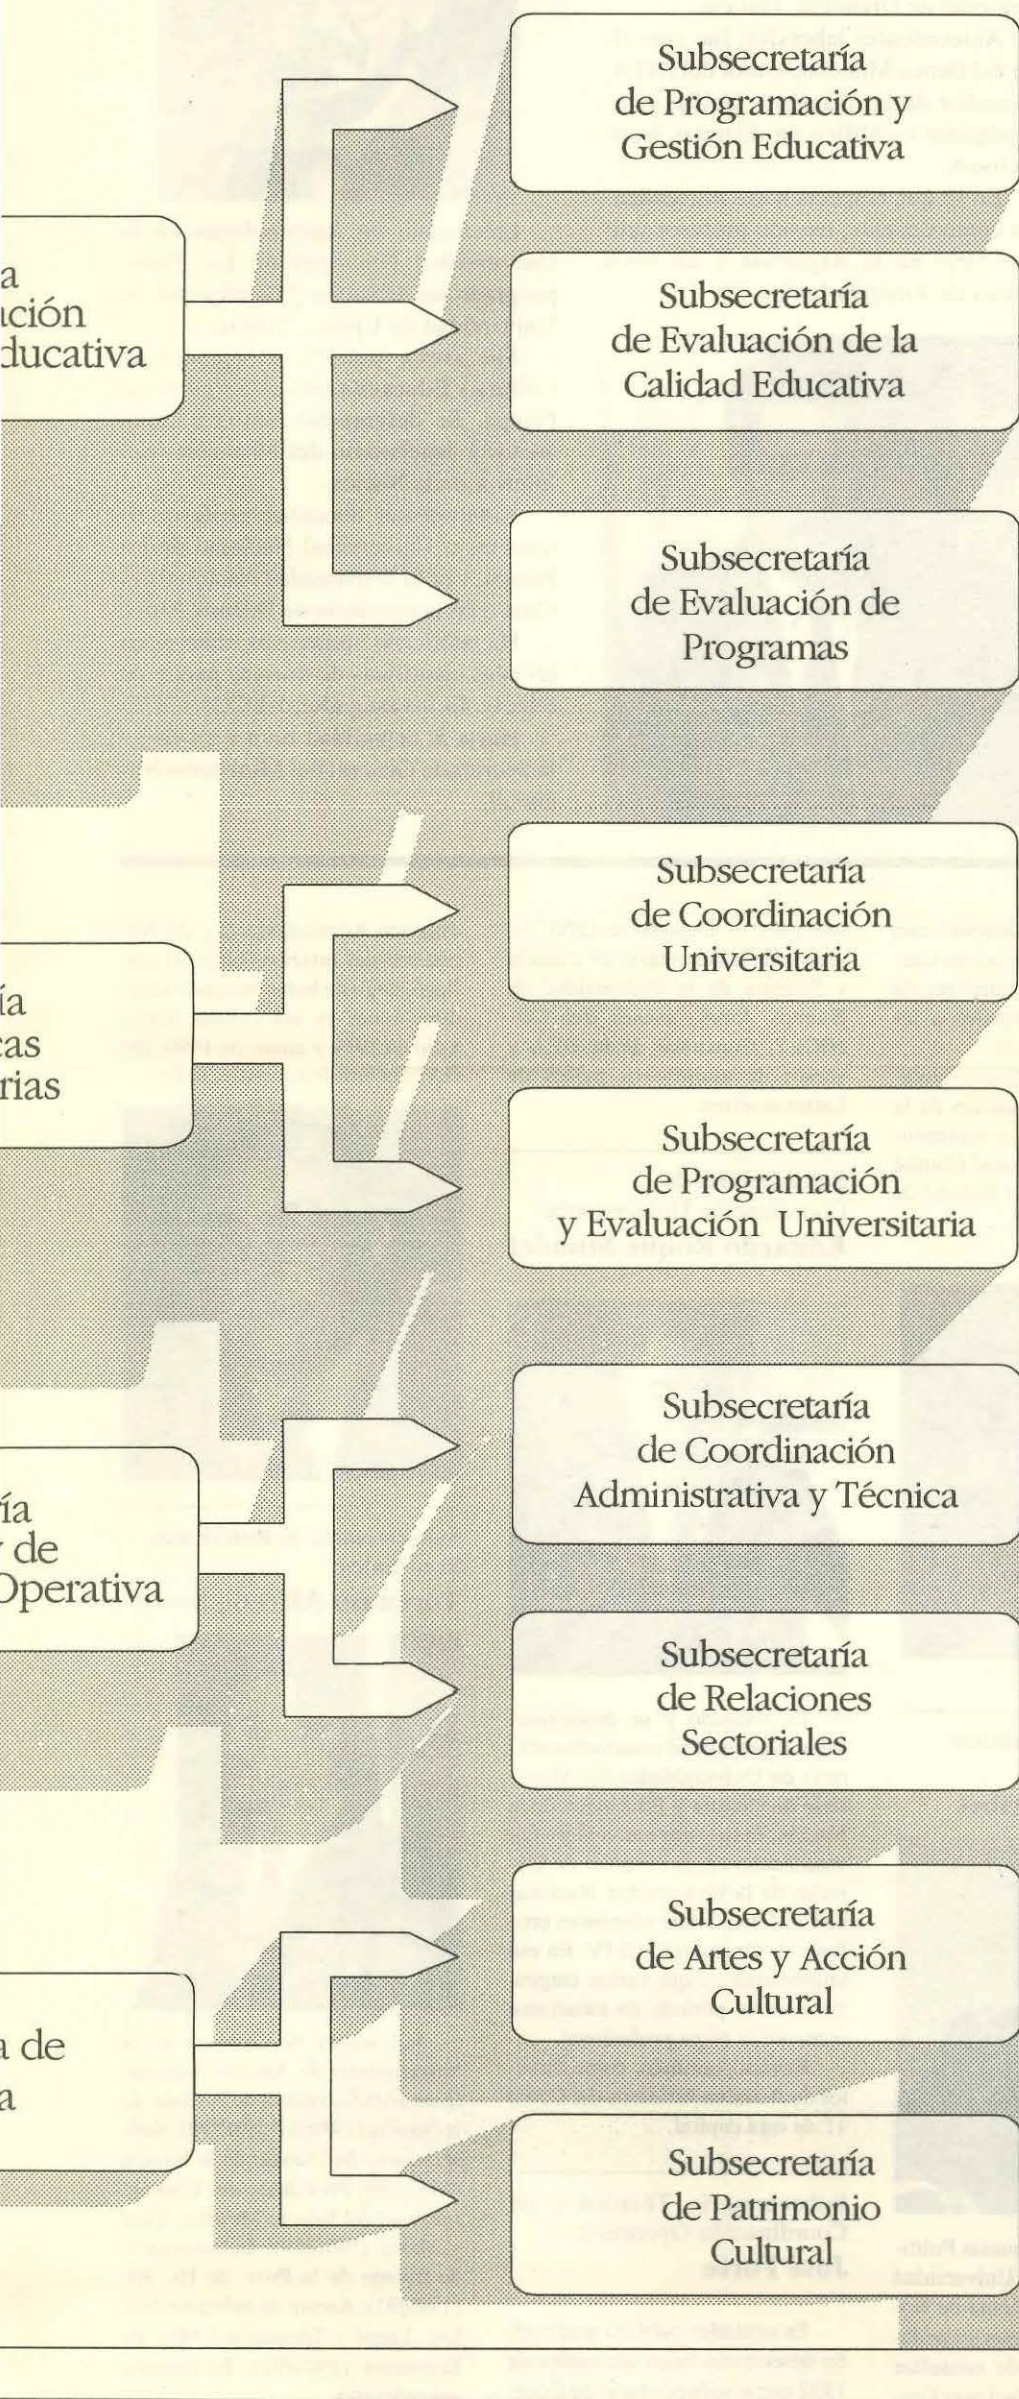 Subsecretaría
de Programación y
Gestión Educativa
a
ación
ducativa
Subsecretaría
de Evaluación de la
Calidad Educativa
Subsecretaría
de Evaluación de
Programas
Subsecretaría
de Coordinación
Universitaria
ía
cas
rias
Subsecretaría
de Programación
y Evaluación Universitaria
Subsecretaría
de Coordinación
Administrativa y Técnica
ía
de
Operativa
Subsecretaría
de Relaciones
Sectoriales
Subsecretaría
de Artes y Acción
Cultural
a de
a
Subsecretaría
de Patrimonio
Cultural